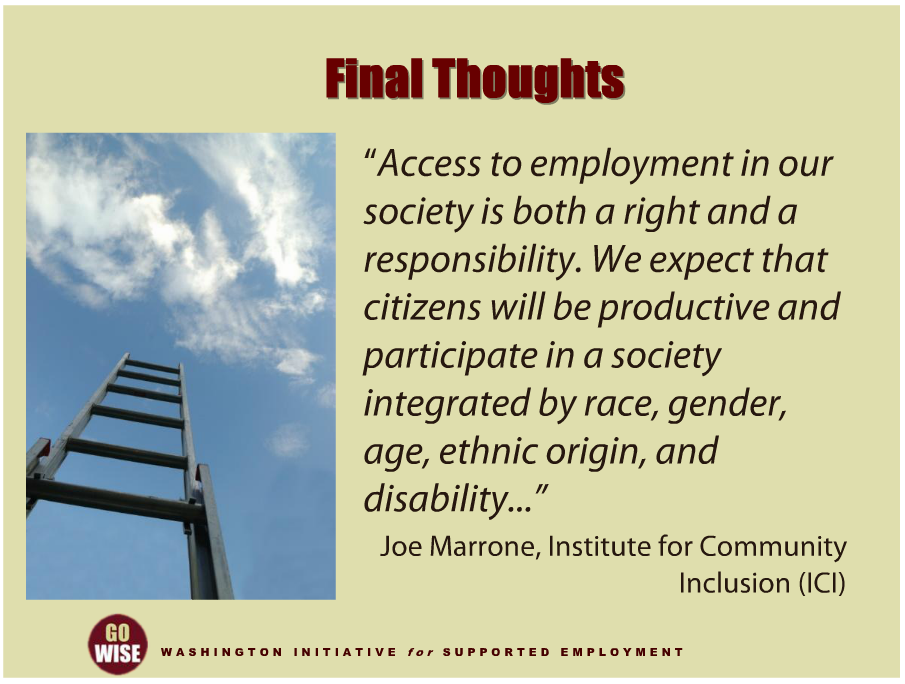 Final Thoughts
“Access to employment in our
society is both a right and a
responsibility. We expect that
citizens will be productive and
participate in a society
integrated by race, gender,
age, ethnic origin, and
disability...”
Joe Marrone, Institute for Community
Inclusion (ICI)
GO
WISE
WASHINGTON INITIATIVE for SUPPORTED EMPLOYMENT